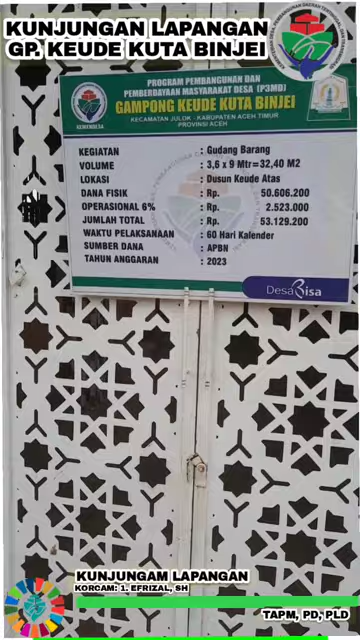 KUNJUNGAN LAPANGAN
GP. KEUDE KUTA BINJEI
PROGRAM PEMBANGUNAN DAN
PEMBERDAYAAN MASYARAKAT DESA (P3MD)
GAMPONG KEUDE KUTA BINJEI
KECAMATAN JULOK - KABUPATEN ACEH TIMUR
PROVINSI ACEH
KEMENDESA
KEGIATAN : Gudang Barang
VOLUME : 3,6 x 9 Mtr=32,40 M2
LOKASI : Dusun Keude Atas
DANA FISIK : Rp. 50.606.200
OPERASIONAL 6% : Rp. 2.523.000
JUMLAH TOTAL : Rp. 53.129.200
WAKTU PELAKSANAAN : 60 Hari Kalender
SUMBER DANA : APBN
TAHUN ANGGARAN : 2023
DesaBisa
KUNJUNGAM LAPANGAN
KORCAM: 1. EFRIZAL, SH
TAPM, PD, PLD